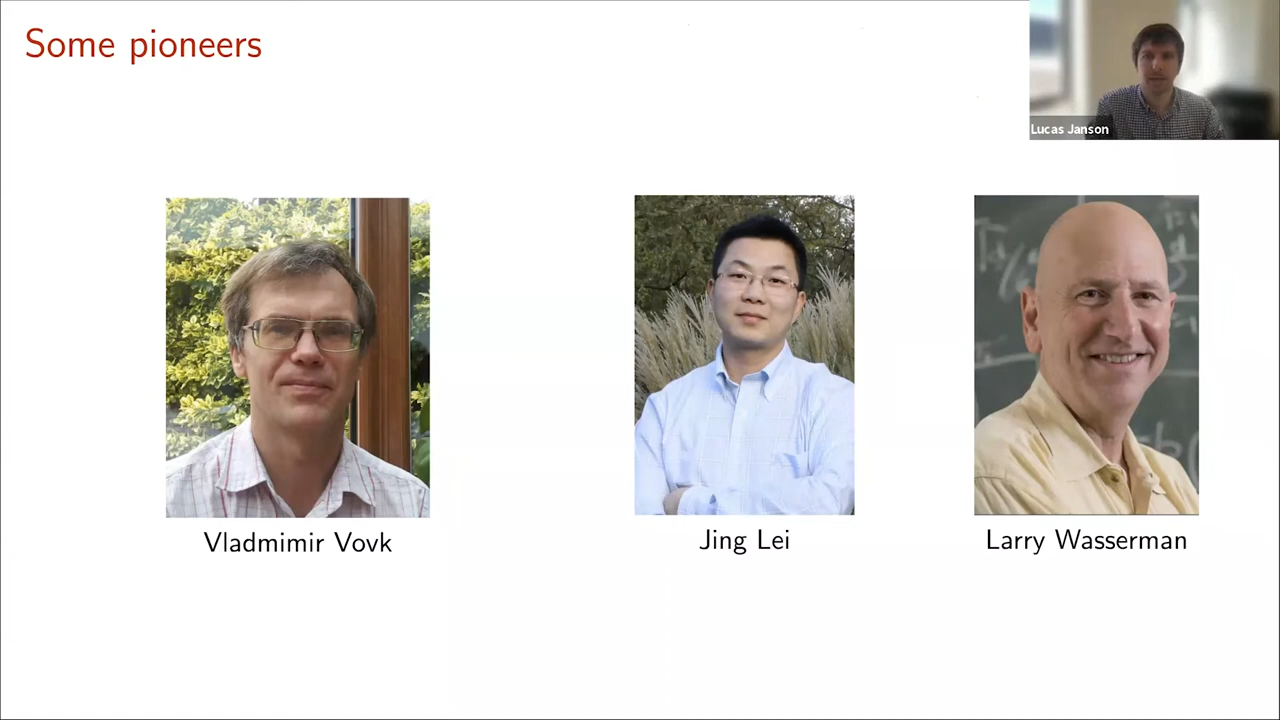 Some pioneers
Lucas Janson
Vladmimir Vovk
Jing Lei
Larry Wasserman